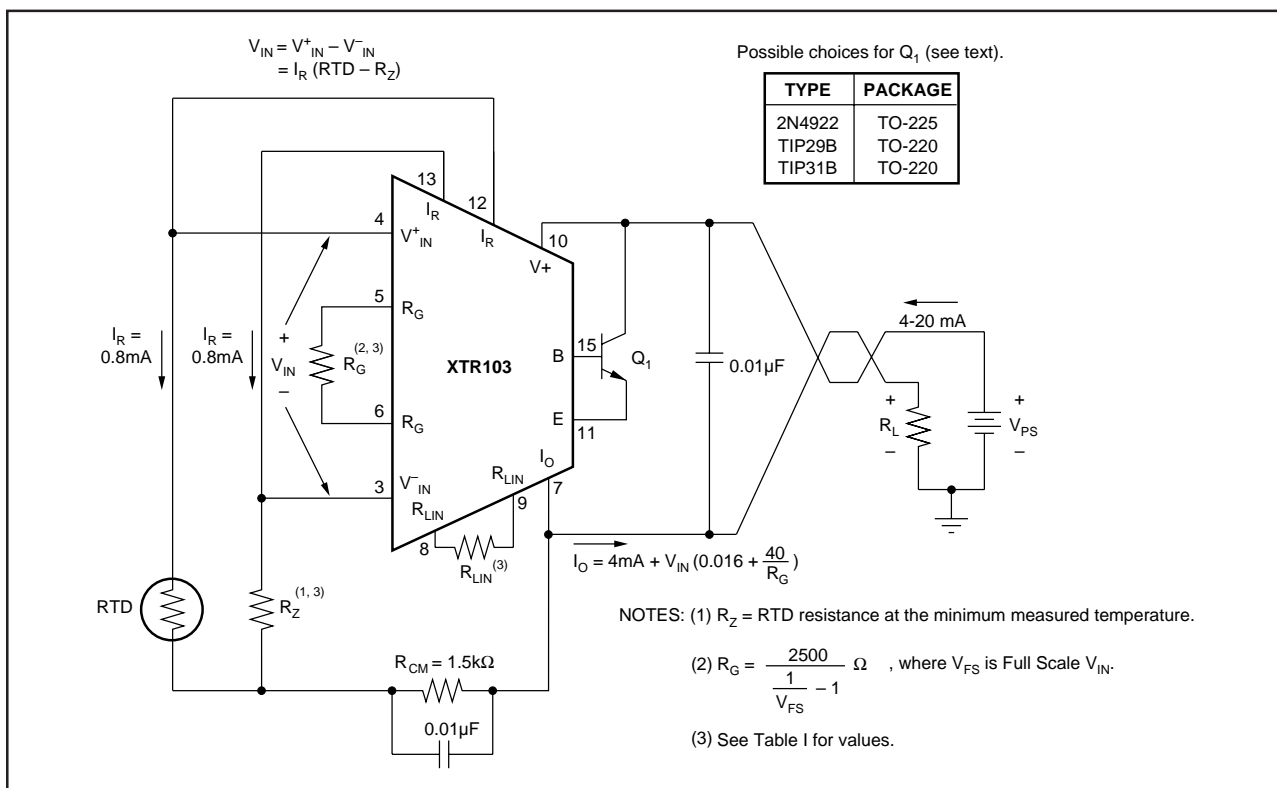 V_IN = V⁺_IN – V⁻_IN
= I_R (RTD – R_Z)
Possible choices for Q₁ (see text).
TYPE PACKAGE
2N4922 TO-225
TIP29B TO-220
TIP31B TO-220
13
I_R
12
I_R
4
V⁺_IN
10
V+
5
R_G
I_R =
0.8mA
I_R =
0.8mA
+
V_IN
–
R_G (2, 3)
XTR103
B
15
Q₁
0.01µF
4-20 mA
6
R_G
E
11
+
R_L
–
+
V_PS
–
I_O
7
3
V⁻_IN
R_LIN
8
R_LIN
9
R_LIN (3)
I_O = 4mA + V_IN (0.016 + 40/R_G)
RTD
R_Z (1, 3)
R_CM = 1.5kΩ
0.01µF
NOTES: (1) R_Z = RTD resistance at the minimum measured temperature.
(2) R_G = 2500 / (1/V_FS – 1) Ω , where V_FS is Full Scale V_IN.
(3) See Table I for values.